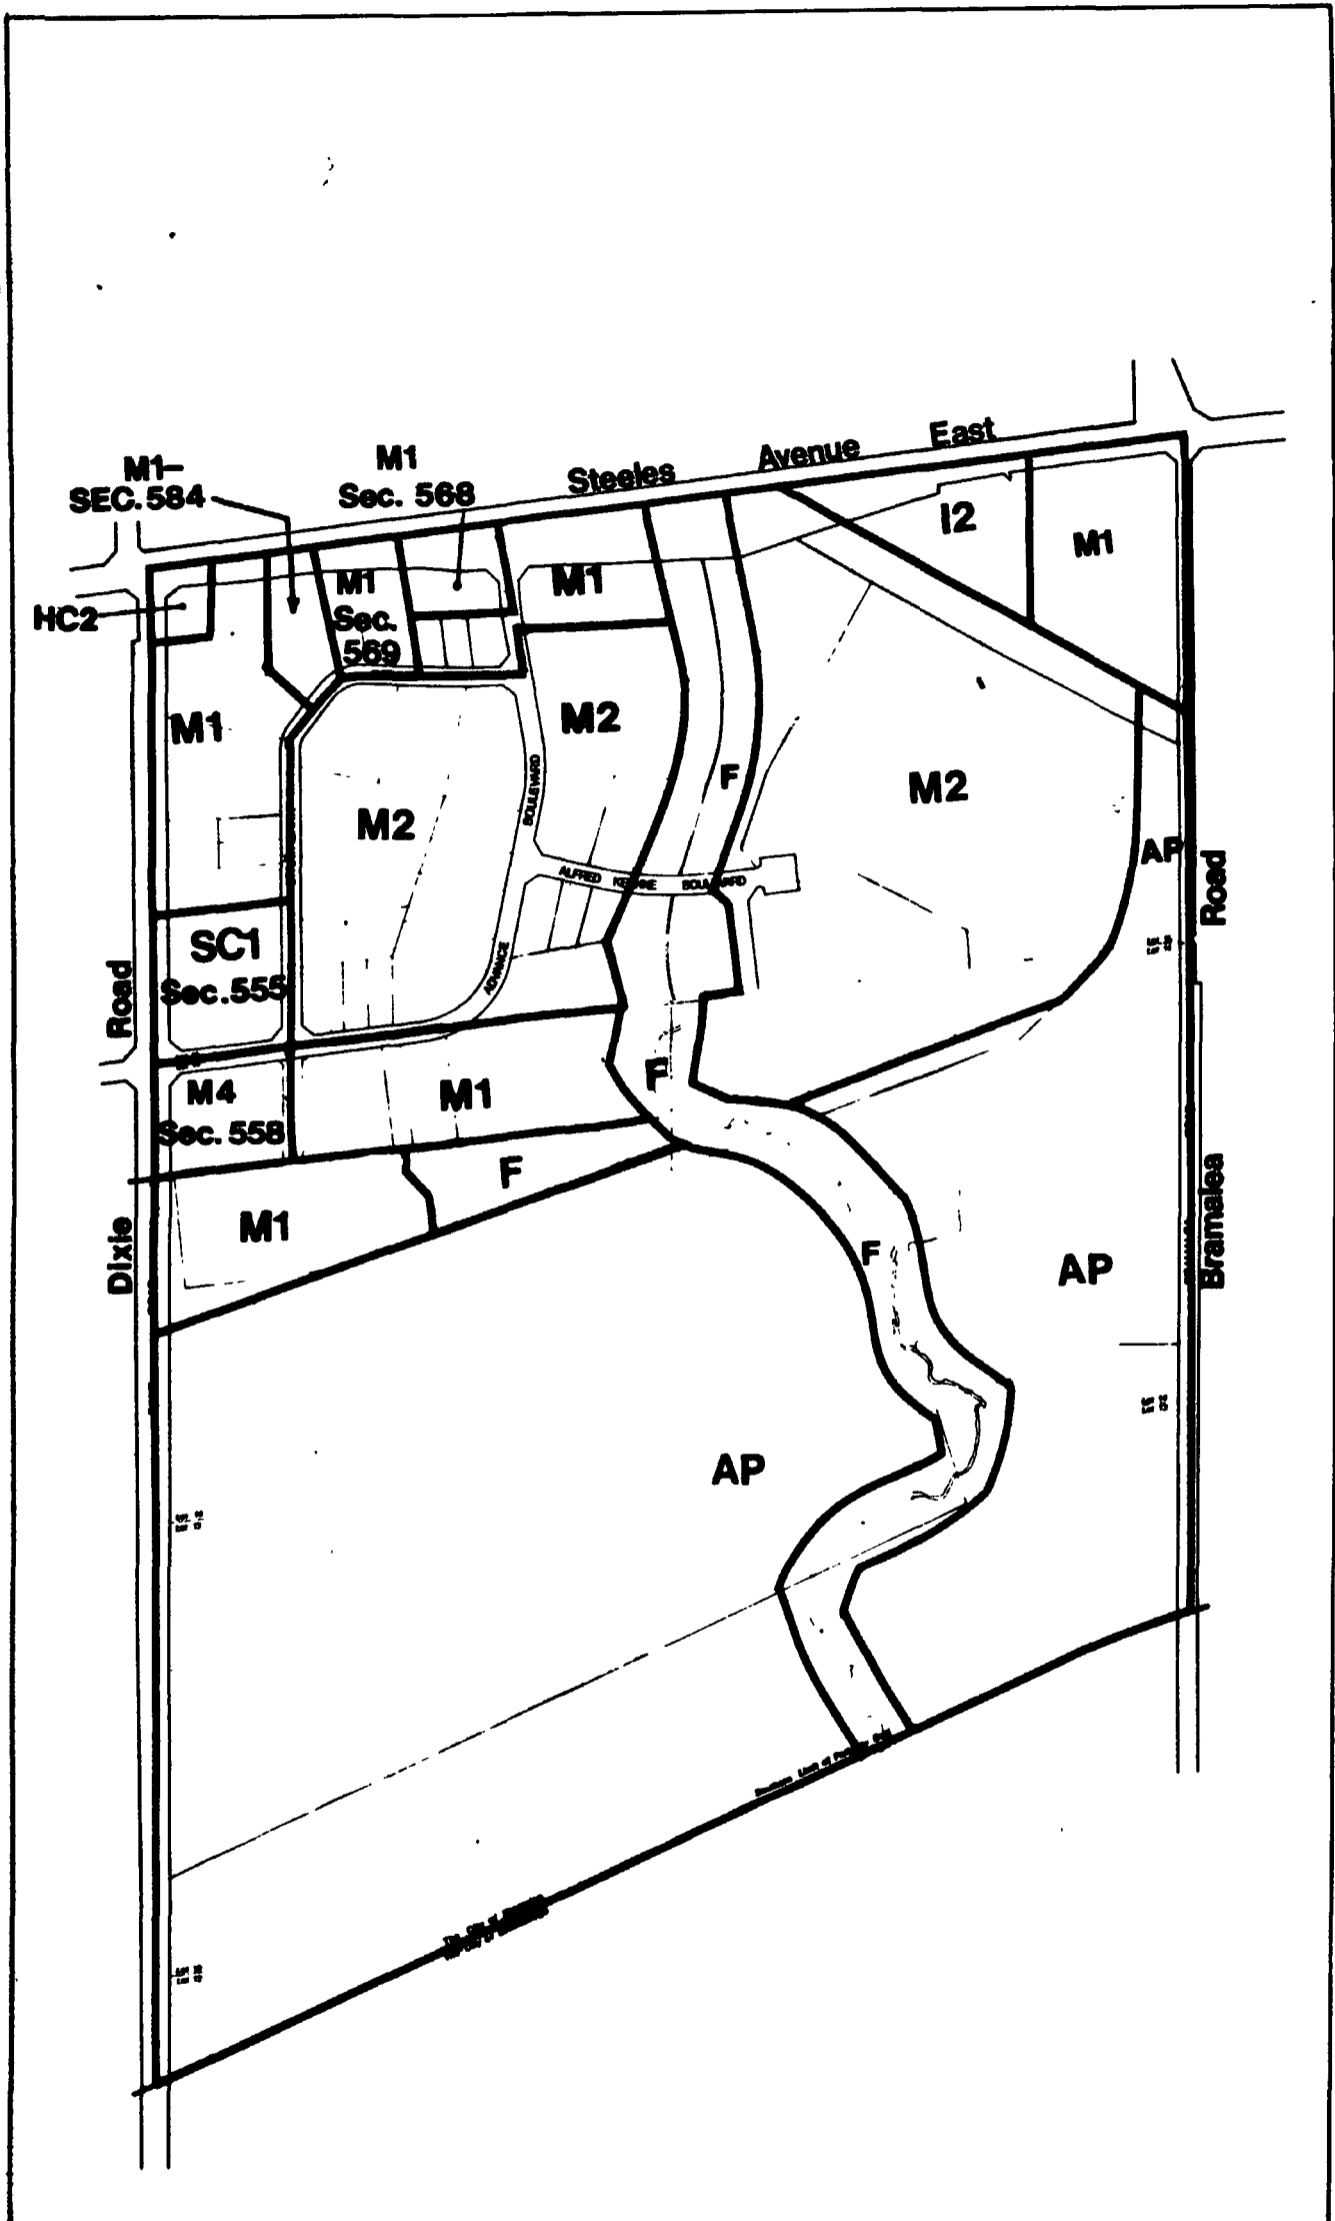 Steeles Avenue East
M1
Sec. 568
M1-
SEC. 584
I2
M1
HC2
M1
Sec.
569
M1
M1
M2
M2
F
M2
AP
Road
BOULEVARD
ALFRED KUEHNE BOULEVARD
SC1
Sec. 555
ADVANCE
Road
M4
Sec. 558
M1
F
M1
F
F
AP
Bramalea
Dixie
AP